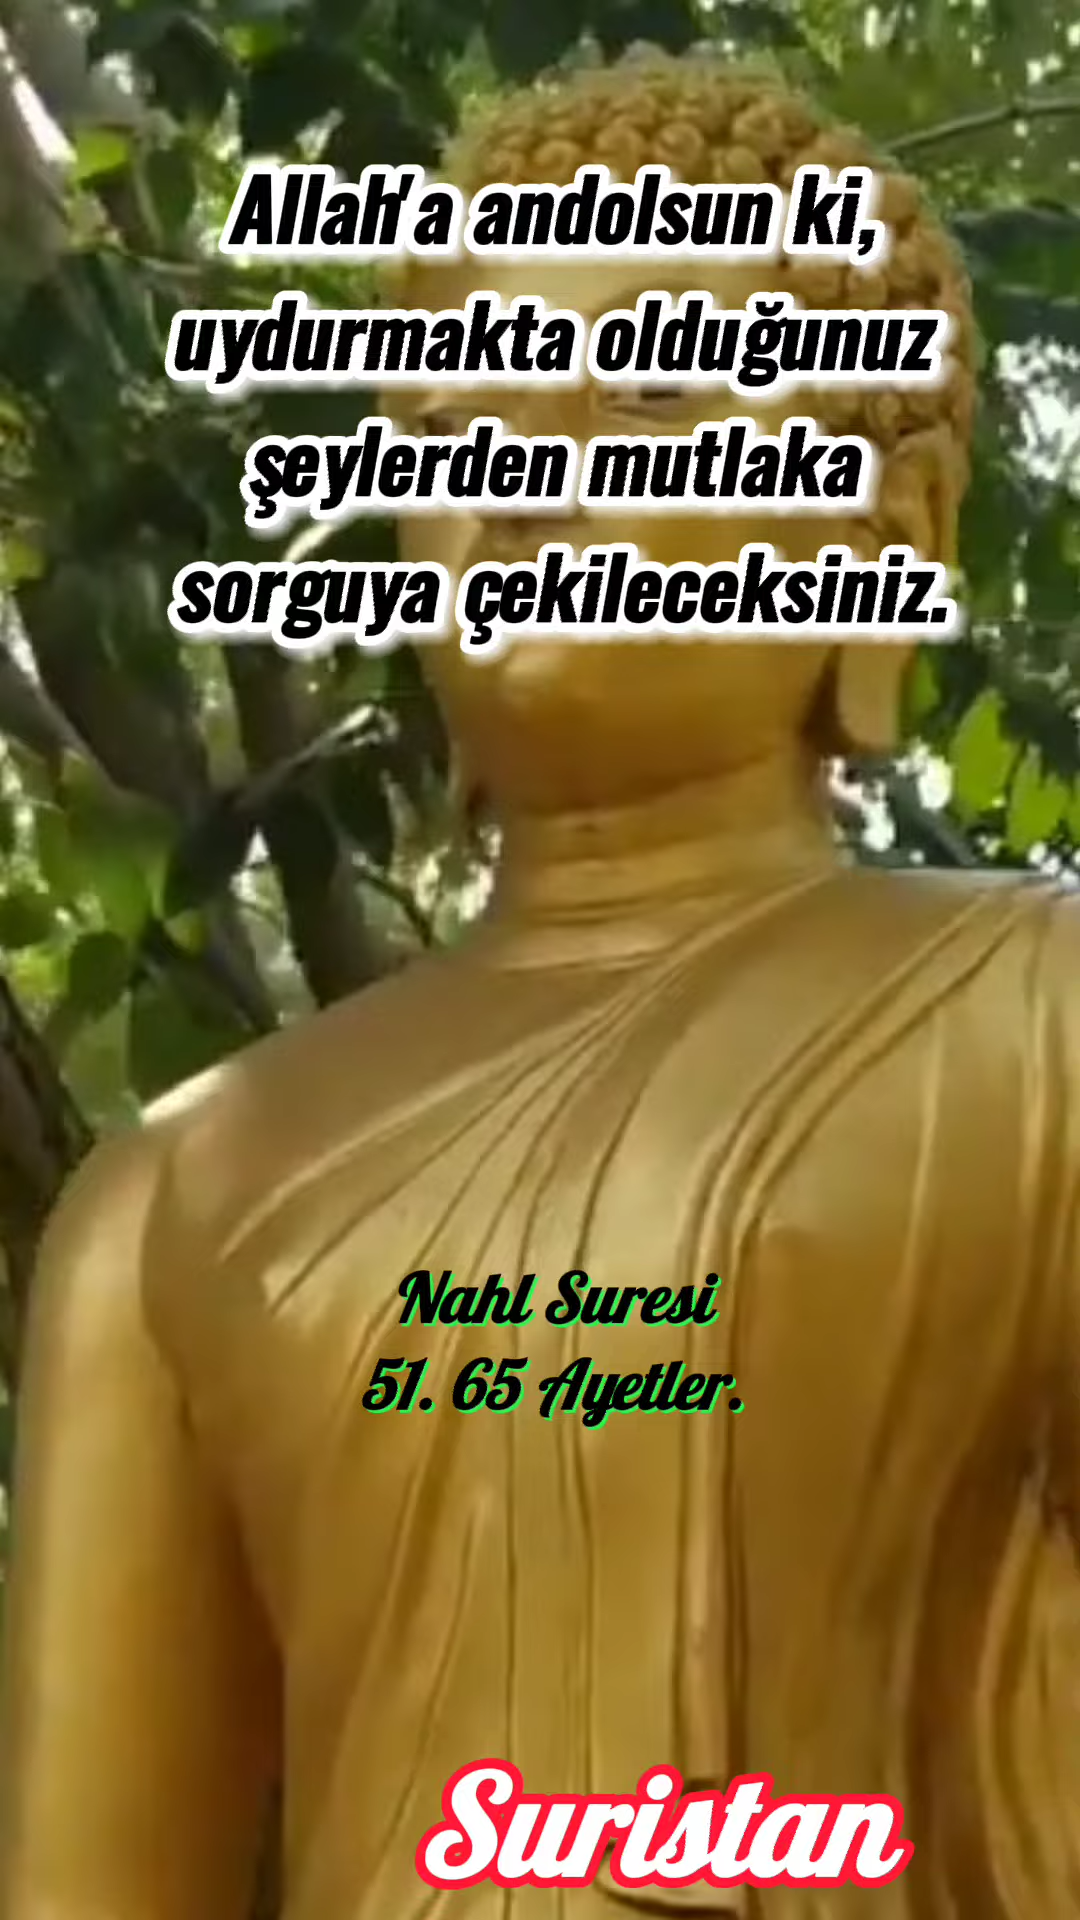 Allah'a andolsun ki,
uydurmakta olduğunuz
şeylerden mutlaka
sorguya çekileceksiniz.
Nahl Suresi
51. 65 Ayetler.
Suristan